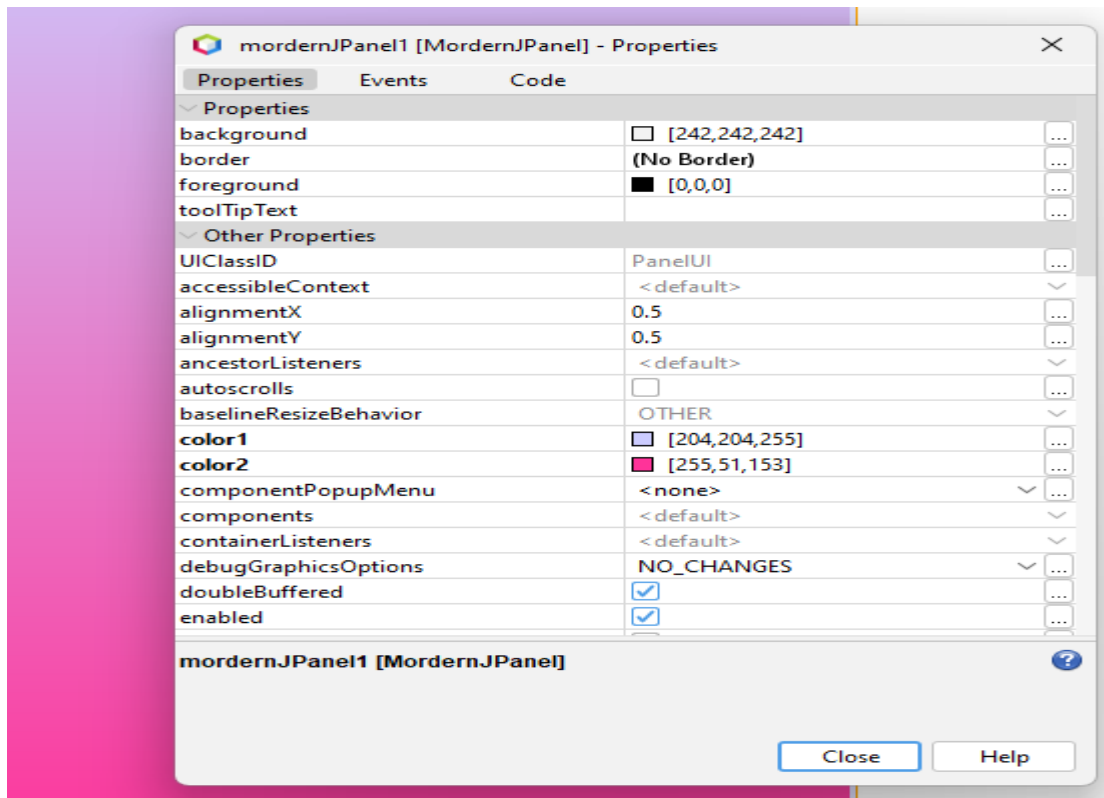 mordernJPanel1 [MordernJPanel] - Properties
Properties Events Code
Properties
background [242,242,242] ...
border (No Border) ...
foreground [0,0,0] ...
toolTipText ...
Other Properties
UIClassID PanelUI ...
accessibleContext <default>
alignmentX 0.5 ...
alignmentY 0.5 ...
ancestorListeners <default>
autoscrolls ...
baselineResizeBehavior OTHER
color1 [204,204,255] ...
color2 [255,51,153] ...
componentPopupMenu <none> ...
components <default>
containerListeners <default>
debugGraphicsOptions NO_CHANGES ...
doubleBuffered ...
enabled ...
mordernJPanel1 [MordernJPanel] ?
Close Help